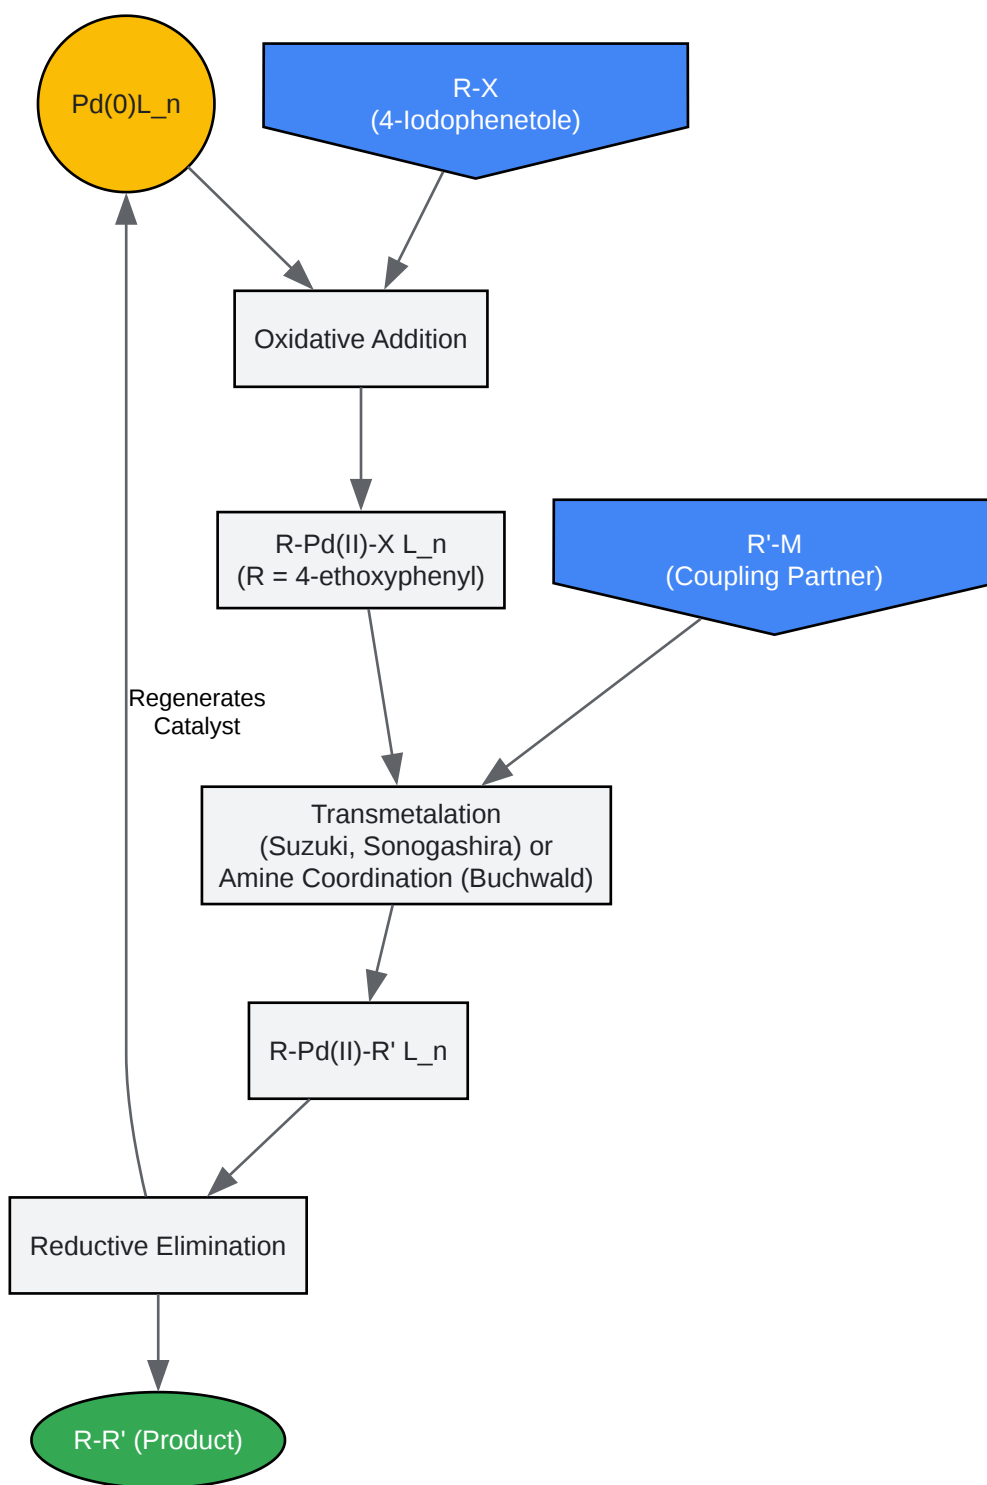 Pd(0)L_n
R-X
(4-Iodophenetole)
Oxidative Addition
R-Pd(II)-X L_n
(R = 4-ethoxyphenyl)
R'-M
(Coupling Partner)
Regenerates
Catalyst
Transmetalation
(Suzuki, Sonogashira) or
Amine Coordination (Buchwald)
R-Pd(II)-R' L_n
Reductive Elimination
R-R' (Product)